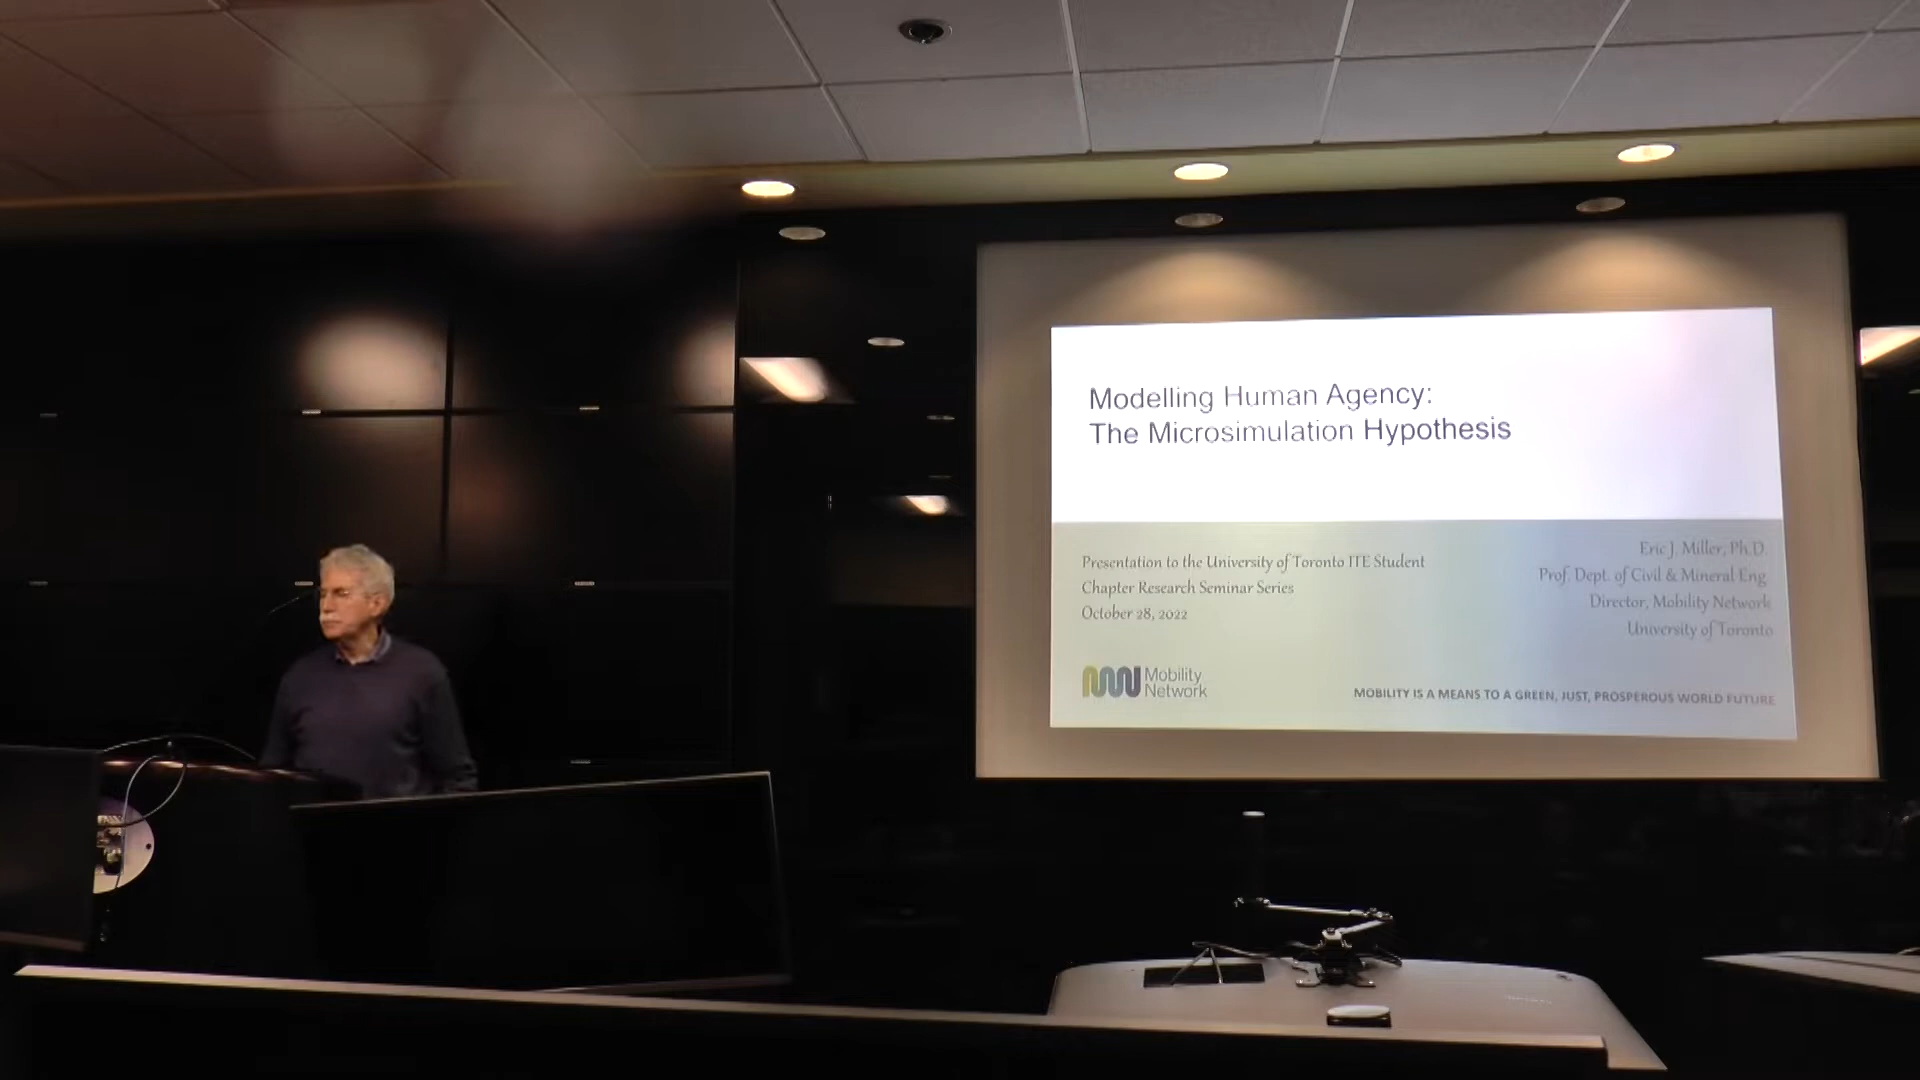 Modelling Human Agency:
The Microsimulation Hypothesis
Presentation to the University of Toronto ITE Student
Chapter Research Seminar Series
October 28, 2022
Eric J. Miller, Ph.D.
Prof. Dept. of Civil & Mineral Eng.
Director, Mobility Network
University of Toronto
Mobility
Network
MOBILITY IS A MEANS TO A GREEN, JUST, PROSPEROUS WORLD FUTURE